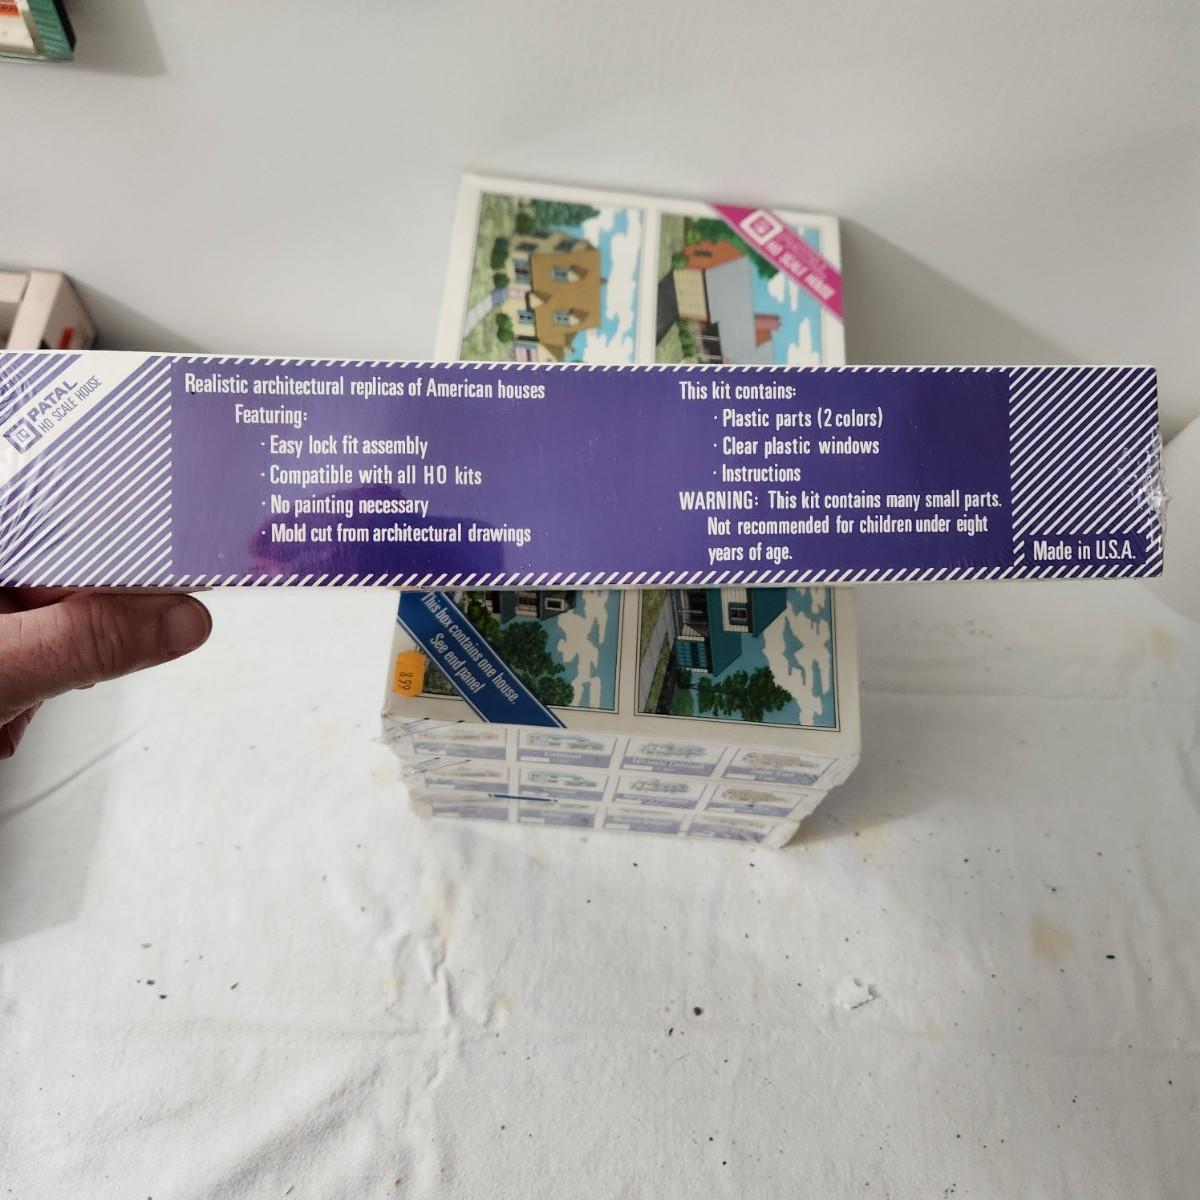 HO SCALE HOUSE
PATAL
HO SCALE HOUSE
Realistic architectural replicas of American houses
Featuring:
· Easy lock fit assembly
· Compatible with all HO kits
· No painting necessary
· Mold cut from architectural drawings
This kit contains:
· Plastic parts (2 colors)
· Clear plastic windows
· Instructions
WARNING: This kit contains many small parts.
Not recommended for children under eight
years of age.
Made in U.S.A.
This box contains one house.
See end panel
8.99